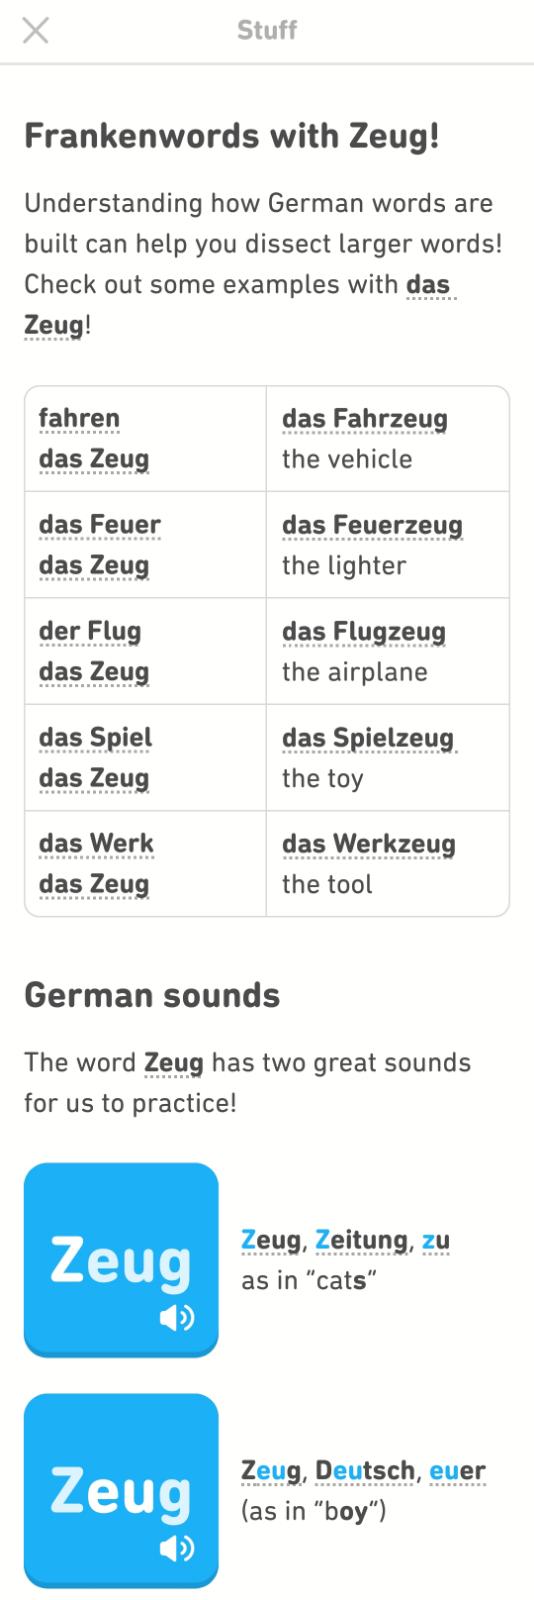 Stuff
Frankenwords with Zeug!
Understanding how German words are
built can help you dissect larger words!
Check out some examples with das
Zeug!
fahren
das Zeug
das Fahrzeug
the vehicle
das Feuer
das Zeug
das Feuerzeug
the lighter
der Flug
das Zeug
das Flugzeug
the airplane
das Spiel
das Zeug
das Spielzeug
the toy
das Werk
das Zeug
das Werkzeug
the tool
German sounds
The word Zeug has two great sounds
for us to practice!
Zeug
Zeug, Zeitung, zu
as in “cats”
Zeug
Zeug, Deutsch, euer
(as in “boy“)